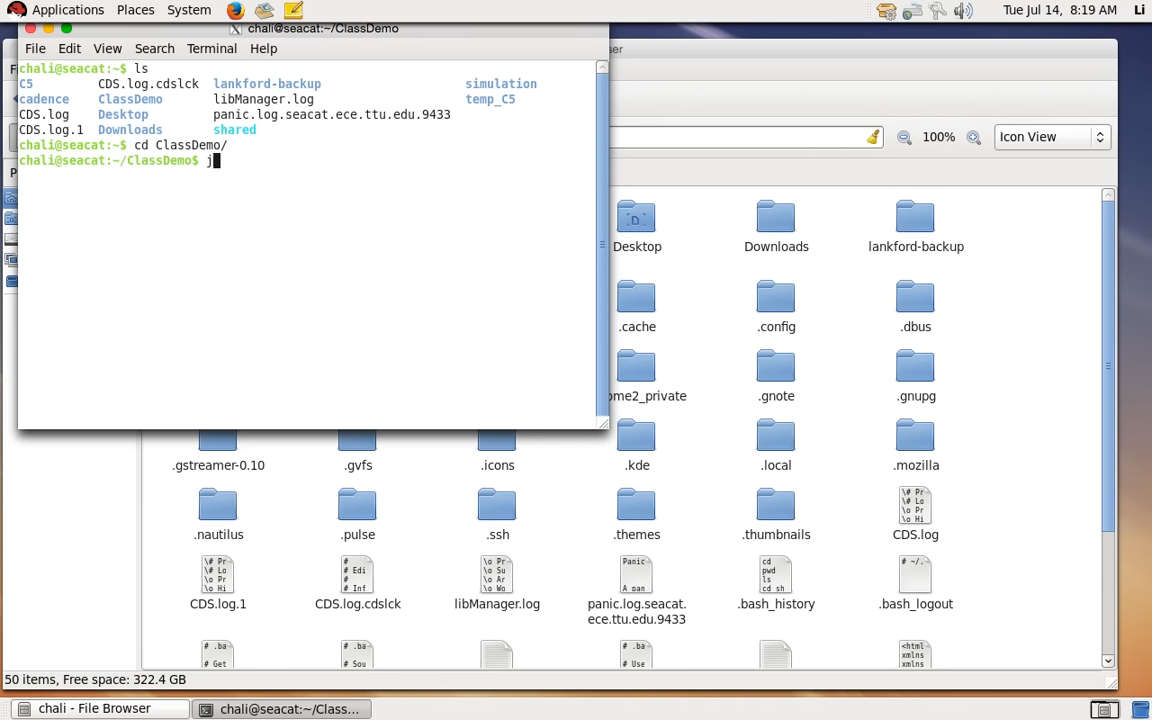 Applications Places System Tue Jul 14, 8:19 AM Li
chali@seacat:~/ClassDemo
File Edit View Search Terminal Help
chali@seacat:~$ ls
C5 CDS.log.cdslck lankford-backup simulation
cadence ClassDemo libManager.log temp_C5
CDS.log Desktop panic.log.seacat.ece.ttu.edu.9433
CDS.log.1 Downloads shared
chali@seacat:~$ cd ClassDemo/
chali@seacat:~/ClassDemo$ j
100% Icon View
Desktop Downloads lankford-backup
.cache .config .dbus
ome2_private .gnote .gnupg
.gstreamer-0.10 .gvfs .icons .kde .local .mozilla
.nautilus .pulse .ssh .themes .thumbnails CDS.log
CDS.log.1 CDS.log.cdslck libManager.log panic.log.seacat. .bash_history .bash_logout
ece.ttu.edu.9433
50 items, Free space: 322.4 GB
chali - File Browser chali@seacat:~/Class...